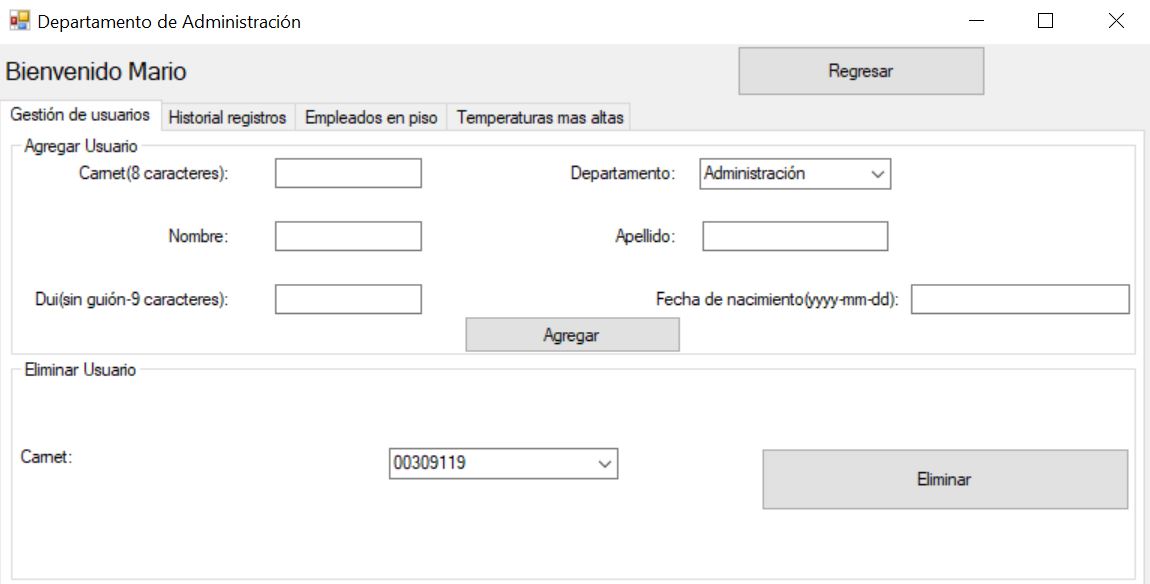 Departamento de Administración
Bienvenido Mario
Regresar
Gestión de usuarios Historial registros Empleados en piso Temperaturas mas altas
Agregar Usuario
Carnet(8 caracteres): Departamento: Administración
Nombre: Apellido:
Dui(sin guión-9 caracteres): Fecha de nacimiento(yyyy-mm-dd):
Agregar
Eliminar Usuario
Carnet: 00309119
Eliminar